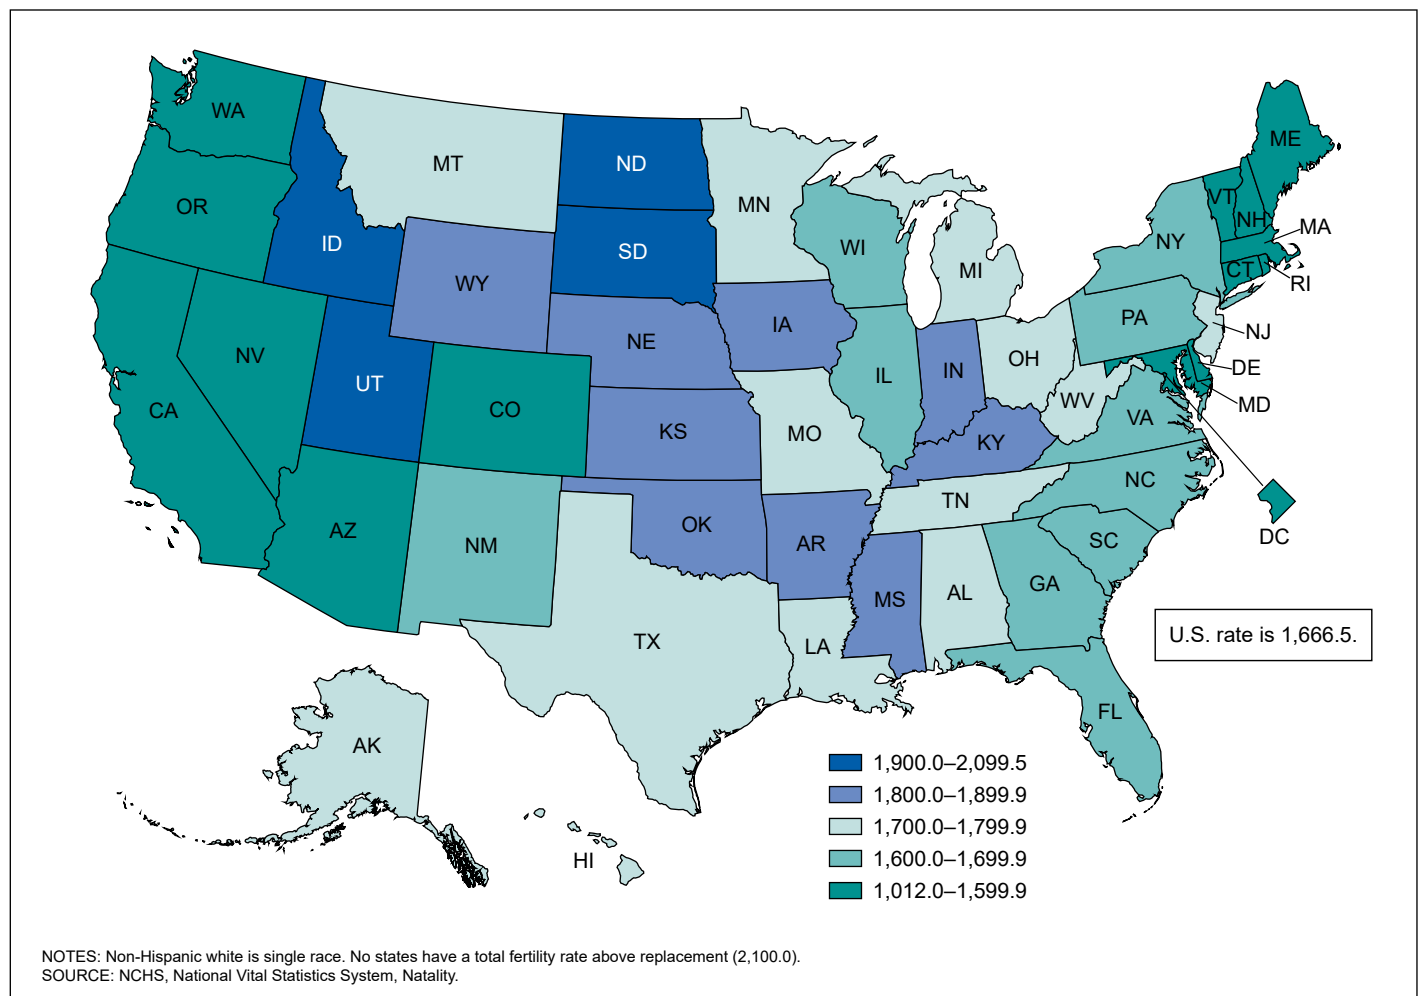 WA
ME
MT
ND
VT
OR
MN
NH
MA
ID
SD
WI
NY
MI
CT
RI
WY
PA
IA
NJ
NE
NV
OH
DE
UT
IL
IN
WV
MD
CA
CO
VA
KS
MO
KY
NC
TN
OK
AZ
NM
AR
SC
DC
GA
MS
AL
U.S. rate is 1,666.5.
TX
LA
FL
AK
1,900.0–2,099.5
1,800.0–1,899.9
1,700.0–1,799.9
1,600.0–1,699.9
HI
1,012.0–1,599.9
NOTES: Non-Hispanic white is single race. No states have a total fertility rate above replacement (2,100.0).
SOURCE: NCHS, National Vital Statistics System, Natality.